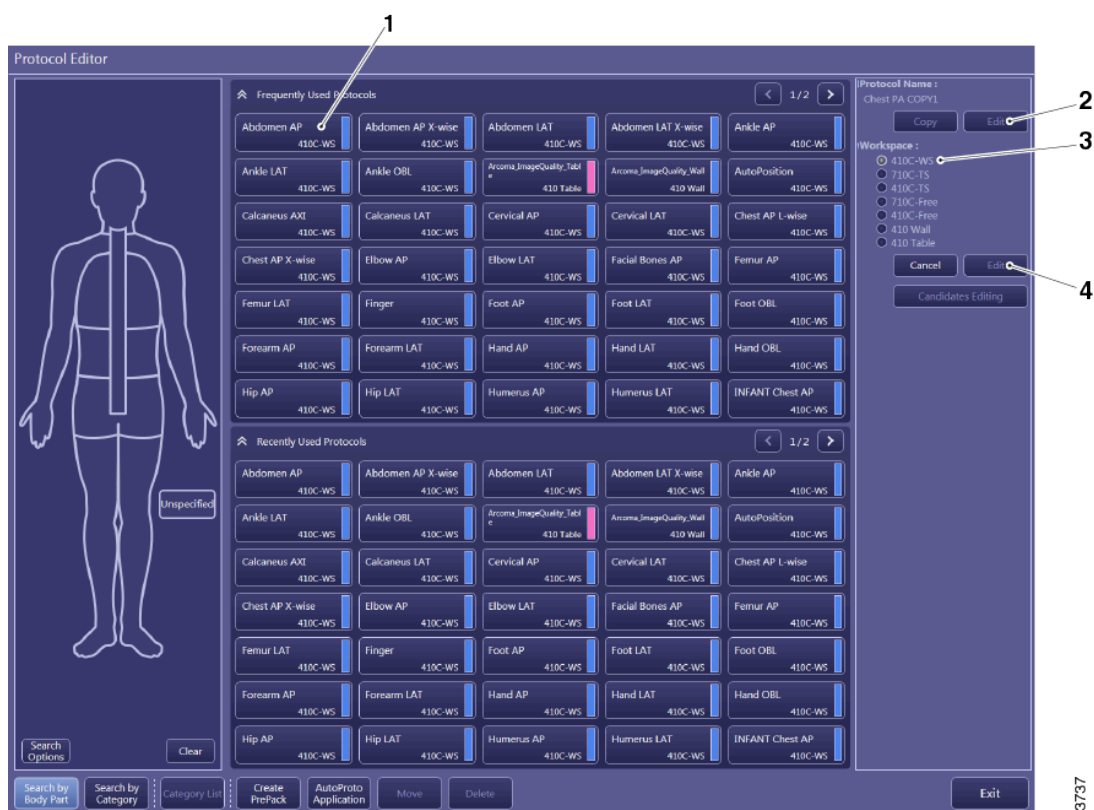 1
Protocol Editor
Frequently Used Protocols
1/2
Abdomen AP
410C-WS
Abdomen AP X-wise
410C-WS
Abdomen LAT
410C-WS
Abdomen LAT X-wise
410C-WS
Ankle AP
410C-WS
Ankle LAT
410C-WS
Ankle OBL
410C-WS
Arcoma_ImageQuality_Tabl
e
410 Table
Arcoma_ImageQuality_Wall
410 Wall
AutoPosition
410C-WS
Calcaneus AXI
410C-WS
Calcaneus LAT
410C-WS
Cervical AP
410C-WS
Cervical LAT
410C-WS
Chest AP L-wise
410C-WS
Chest AP X-wise
410C-WS
Elbow AP
410C-WS
Elbow LAT
410C-WS
Facial Bones AP
410C-WS
Femur AP
410C-WS
Femur LAT
410C-WS
Finger
410C-WS
Foot AP
410C-WS
Foot LAT
410C-WS
Foot OBL
410C-WS
Forearm AP
410C-WS
Forearm LAT
410C-WS
Hand AP
410C-WS
Hand LAT
410C-WS
Hand OBL
410C-WS
Hip AP
410C-WS
Hip LAT
410C-WS
Humerus AP
410C-WS
Humerus LAT
410C-WS
INFANT Chest AP
410C-WS
Recently Used Protocols
1/2
Abdomen AP
410C-WS
Abdomen AP X-wise
410C-WS
Abdomen LAT
410C-WS
Abdomen LAT X-wise
410C-WS
Ankle AP
410C-WS
Ankle LAT
410C-WS
Ankle OBL
410C-WS
Arcoma_ImageQuality_Tabl
e
410 Table
Arcoma_ImageQuality_Wall
410 Wall
AutoPosition
410C-WS
Calcaneus AXI
410C-WS
Calcaneus LAT
410C-WS
Cervical AP
410C-WS
Cervical LAT
410C-WS
Chest AP L-wise
410C-WS
Chest AP X-wise
410C-WS
Elbow AP
410C-WS
Elbow LAT
410C-WS
Facial Bones AP
410C-WS
Femur AP
410C-WS
Femur LAT
410C-WS
Finger
410C-WS
Foot AP
410C-WS
Foot LAT
410C-WS
Foot OBL
410C-WS
Forearm AP
410C-WS
Forearm LAT
410C-WS
Hand AP
410C-WS
Hand LAT
410C-WS
Hand OBL
410C-WS
Hip AP
410C-WS
Hip LAT
410C-WS
Humerus AP
410C-WS
Humerus LAT
410C-WS
INFANT Chest AP
410C-WS
Protocol Name :
Chest PA COPY1
Copy
Edit
2
Workspace :
3
410C-WS
710C-TS
410C-TS
710C-Free
410C-Free
410 Wall
410 Table
Cancel
Edit
4
Candidates Editing
Unspecified
Search
Options
Clear
Search by
Body Part
Search by
Category
Category List
Create
PrePack
AutoProto
Application
Move
Delete
Exit
3737